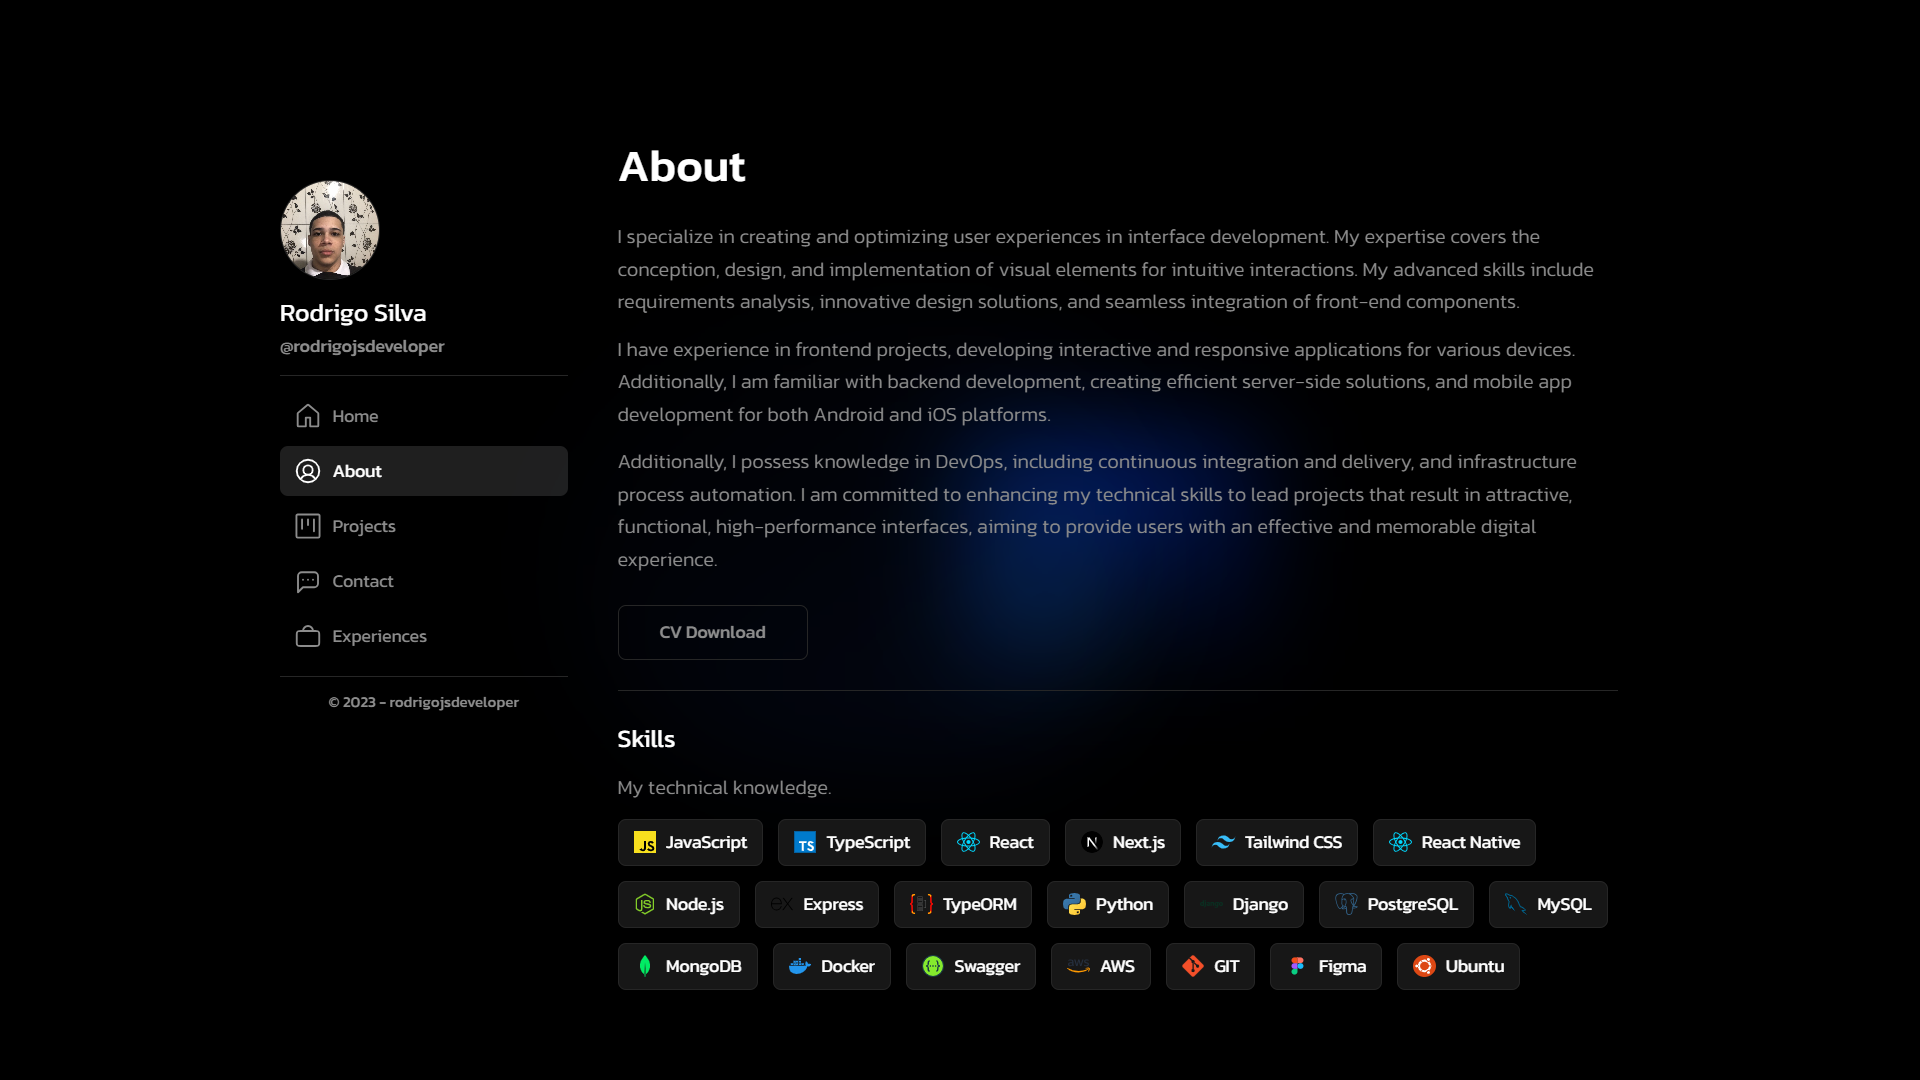 Rodrigo Silva
@rodrigojsdeveloper
Home
About
Projects
Contact
Experiences
© 2023 - rodrigojsdeveloper
About
I specialize in creating and optimizing user experiences in interface development. My expertise covers the
conception, design, and implementation of visual elements for intuitive interactions. My advanced skills include
requirements analysis, innovative design solutions, and seamless integration of front-end components.
I have experience in frontend projects, developing interactive and responsive applications for various devices.
Additionally, I am familiar with backend development, creating efficient server-side solutions, and mobile app
development for both Android and iOS platforms.
Additionally, I possess knowledge in DevOps, including continuous integration and delivery, and infrastructure
process automation. I am committed to enhancing my technical skills to lead projects that result in attractive,
functional, high-performance interfaces, aiming to provide users with an effective and memorable digital
experience.
CV Download
Skills
My technical knowledge.
JS JavaScript TS TypeScript React N Next.js Tailwind CSS React Native
JS Node.js ex Express TypeORM Python Django PostgreSQL MySQL
MongoDB Docker Swagger aws AWS GIT Figma Ubuntu